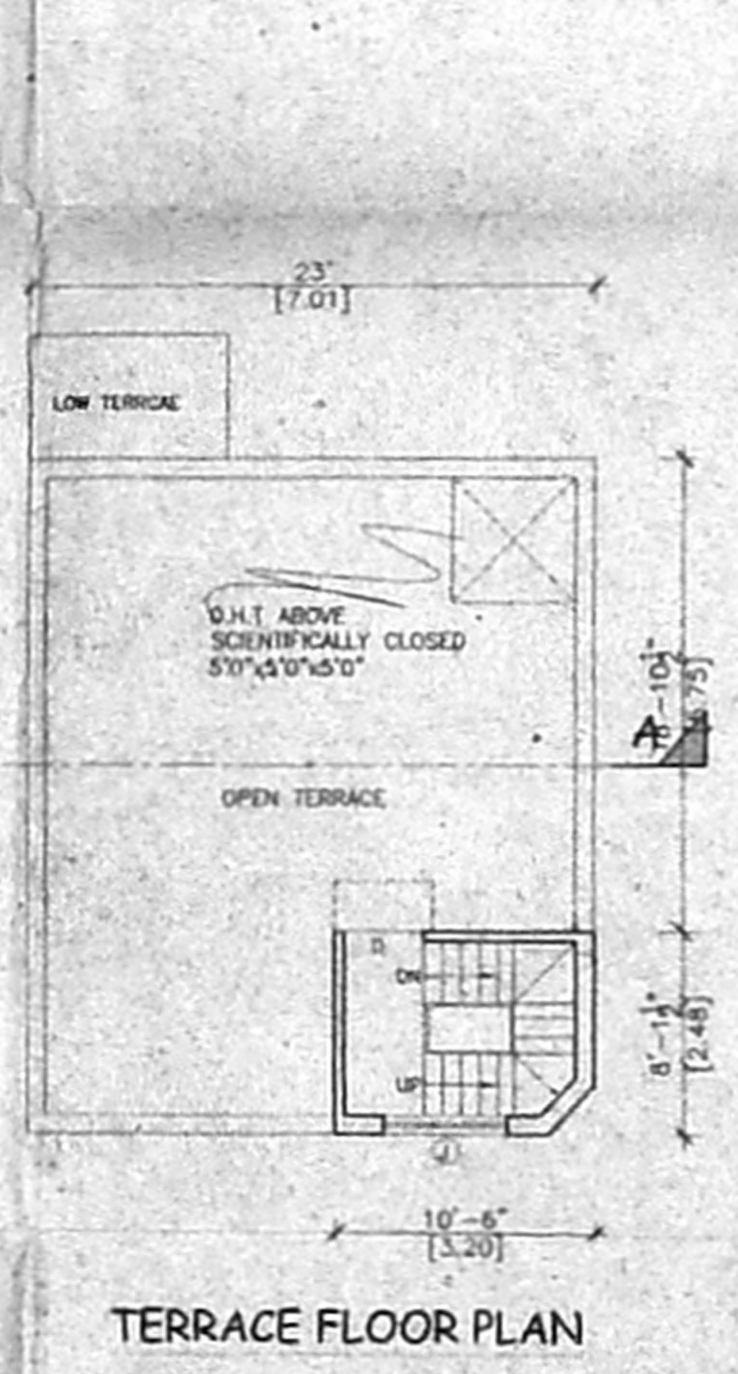 23'
[7.01]
LOW TERRCAE
O.H.T ABOVE
SCIENTIFICALLY CLOSED
5'0"x5'0"x5'0"
A
OPEN TERRACE
D
DN
UP
8'-1½"
[2.48]
10'-6"
[3.20]
TERRACE FLOOR PLAN